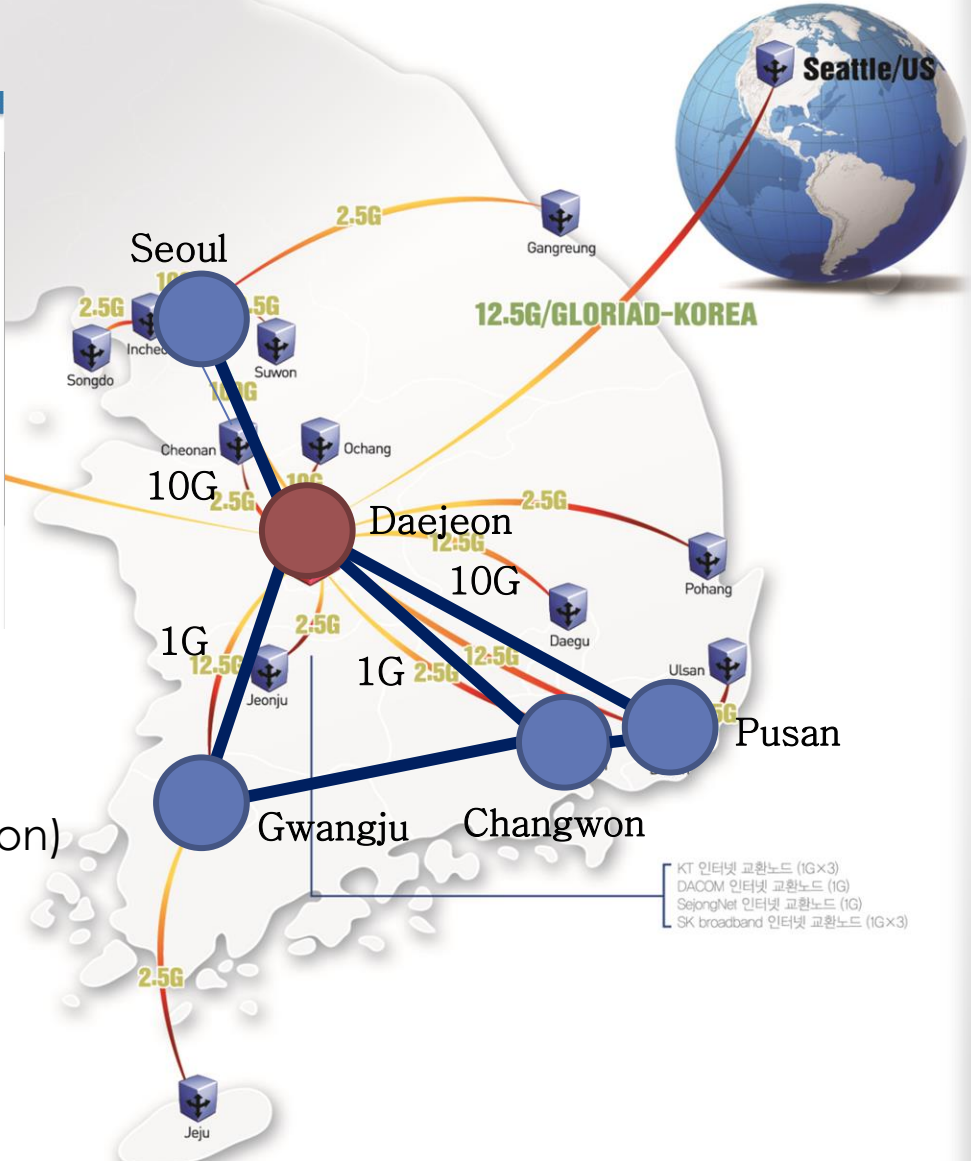 Seattle/US
2.5G
Gangreung
Seoul
2.5G
Songdo
Suwon
12.5G/GLORIAD-KOREA
Cheonan
Ochang
10G
2.5G
Daejeon
2.5G
12.5G
10G
Pohang
Daegu
2.5G
1G
12.5G
Jeonju
1G
2.5G
12.5G
Ulsan
Pusan
Gwangju
Changwon
on)
KT 인터넷 교환노드 (1G×3)
DACOM 인터넷 교환노드 (1G)
SejongNet 인터넷 교환노드 (1G)
SK broadband 인터넷 교환노드 (1G×3)
2.5G
Jeju